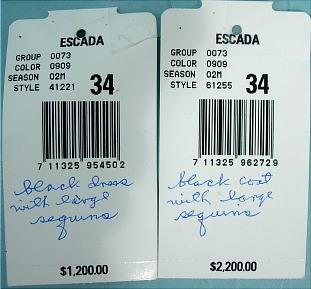 ESCADA
GROUP 0073
COLOR 0909
SEASON 02M
STYLE 41221
34
7 11325 954502
black dress
with large
sequins
$1,200.00
ESCADA
GROUP 0073
COLOR 0909
SEASON 02M
STYLE 61255
34
7 11325 962729
black coat
with large
sequins
$2,200.00